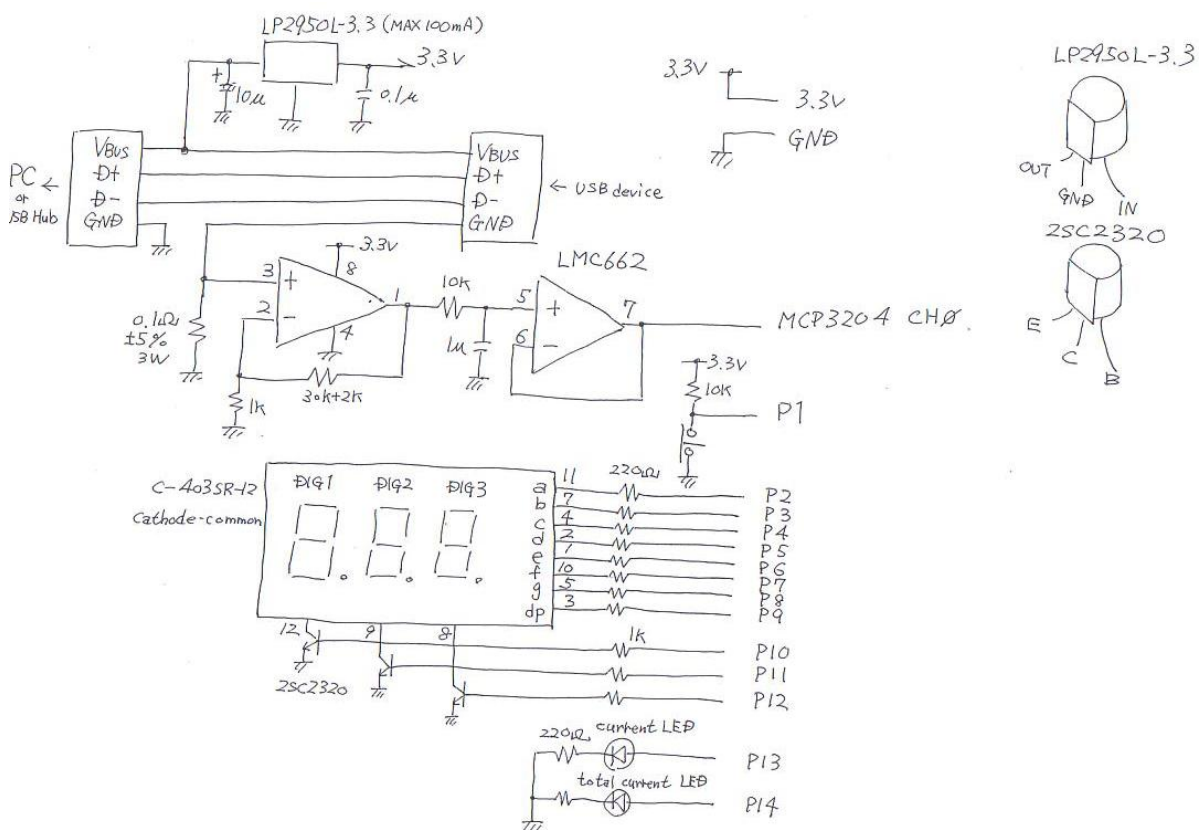 LP2950L-3.3 (MAX100mA)
3.3V
+
10μ
0.1μ
3.3V
3.3V
GND
LP2950L-3.3
OUT
GND
IN
2SC2320
E
C
B
PC
or
USB Hub
VBUS
D+
D-
GND
VBUS
D+
D-
GND
USB device
3.3V
3
+
8
2
-
1
4
0.1Ω
±5%
3W
1k
30k+2k
10k
1μ
LMC662
5
+
7
6
-
MCP3204 CH0
3.3V
10k
P1
C-403SR-12
Cathode-common
DIG1 DIG2 DIG3
220Ω
a 11 P2
b 7 P3
c 4 P4
d 2 P5
e 1 P6
f 10 P7
g 5 P8
dp 3 P9
12 9 8
1k
P10
P11
P12
2SC2320
220Ω
current LED
P13
total current LED
P14